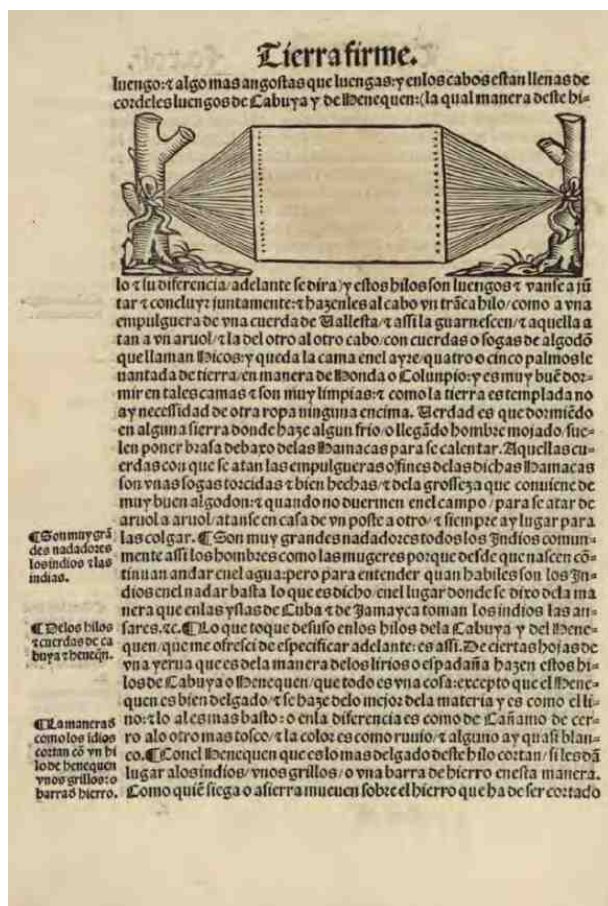 Tierra firme.
luengo: ⁊ algo mas angostas que luengas: y enlos cabos estan llenas de
cordeles luengos de Cabuya y de Henequen: (la qual manera deste hi-
lo ⁊ su diferencia / adelante se dira) y estos hilos son luengos ⁊ vanse a jũ
tar ⁊ concluyr juntamente: ⁊ hazenles al cabo vn trãca hilo / como a vna
empulguera de vna cuerda de Vallesta / ⁊ assi la guarnescen / ⁊ aquella a
tan a vn aruol / ⁊ la del otro al otro cabo / con cuerdas o sogas de algodõ
que llaman Hicos: y queda la cama enel ayre / quatro o cinco palmos le
uantada de tierra / en manera de Honda o Colunpio: y es muy buẽ dor-
mir en tales camas ⁊ son muy limpias: ⁊ como la tierra es templada no
ay necessidad de otra ropa ninguna encima. Verdad es que dormiẽdo
en alguna sierra donde haze algun frio / o llegãdo hombre mojado / sue-
len poner brasa debaxo delas Hamacas para se calentar. Aquellas cu-
erdas con que se atan las empulgueras o fines delas dichas Hamacas
son vnas sogas torcidas ⁊ bien hechas / ⁊ dela grosseza que conuiene de
muy buen algodon: ⁊ quando no duermen enel campo / para se atar de
aruol a aruol / atanse en casa de vn poste a otro / ⁊ siempre ay lugar para
las colgar. ¶ Son muy grandes nadadores todos los Indios comun-
mente assi los hombres como las mugeres porque desde que nascen cõ-
tinuan andar enel agua: pero para entender quan habiles son los In-
dios enel nadar basta lo que es dicho / enel lugar donde se dixo dela ma
nera que enlas yslas de Cuba ⁊ de Jamayca toman los indios las an-
sares. ⁊c. ¶ Lo que toque desuso enlos hilos dela Cabuya y del Hene-
quen / que me ofresci de especificar adelante: es assi. De ciertas hojas de
vna yerua que es dela manera delos lirios o espadaña hazen estos hi-
los de Cabuya o Henequen / que todo es vna cosa: excepto que el Hene-
quen es bien delgado / ⁊ se haze delo mejor dela materia y es como el li-
no: ⁊ lo al es mas basto: o enla diferencia es como de Cañamo de cer-
ro alo otro mas tosco / ⁊ la color es como ruuio / ⁊ alguno ay quasi blan-
co. ¶ Conel Henequen que es lo mas delgado deste hilo cortan / si les dã
lugar alos indios / vnos grillos / o vna barra de hierro enesta manera.
Como quiẽ siega o asierra mueuen sobre el hierro que ha de ser cortado
¶ Son muy grã
des nadadores
los indios ⁊ las
indias.
¶ Delos hilos
⁊ cuerdas de ca
buya ⁊ heneq̃n.
¶ La manera d̃
como los idios
cortan cõ vn hi
lo de henequen
vnos grillos: o
barras d̃ hierro.